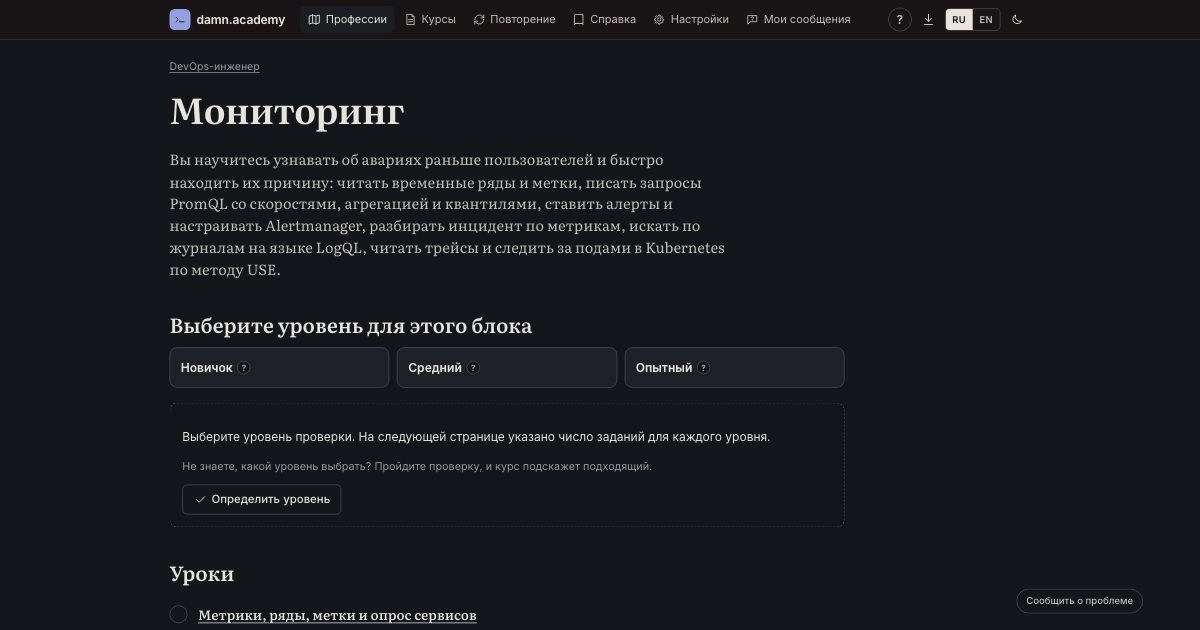 damn.academy Профессии Курсы Повторение Справка Настройки Мои сообщения ? RU EN
DevOps-инженер
Мониторинг
Вы научитесь узнавать об авариях раньше пользователей и быстро
находить их причину: читать временные ряды и метки, писать запросы
PromQL со скоростями, агрегацией и квантилями, ставить алерты и
настраивать Alertmanager, разбирать инцидент по метрикам, искать по
журналам на языке LogQL, читать трейсы и следить за подами в Kubernetes
по методу USE.
Выберите уровень для этого блока
Новичок ? Средний ? Опытный ?
Выберите уровень проверки. На следующей странице указано число заданий для каждого уровня.
Не знаете, какой уровень выбрать? Пройдите проверку, и курс подскажет подходящий.
Определить уровень
Уроки
Метрики, ряды, метки и опрос сервисов
Сообщить о проблеме